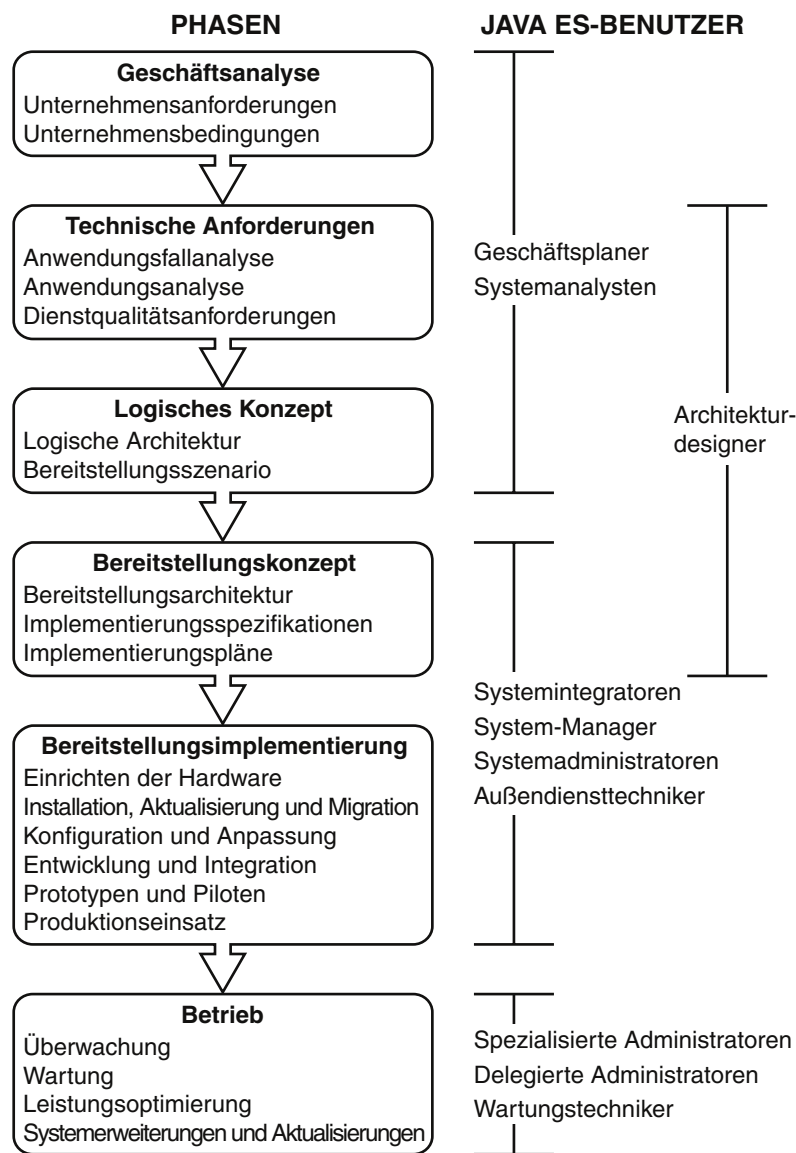 PHASEN
JAVA ES-BENUTZER
Geschäftsanalyse
Unternehmensanforderungen
Unternehmensbedingungen
Technische Anforderungen
Anwendungsfallanalyse
Anwendungsanalyse
Dienstqualitätsanforderungen
Geschäftsplaner
Systemanalysten
Logisches Konzept
Logische Architektur
Bereitstellungsszenario
Architektur-
designer
Bereitstellungskonzept
Bereitstellungsarchitektur
Implementierungsspezifikationen
Implementierungspläne
Systemintegratoren
System-Manager
Systemadministratoren
Außendiensttechniker
Bereitstellungsimplementierung
Einrichten der Hardware
Installation, Aktualisierung und Migration
Konfiguration und Anpassung
Entwicklung und Integration
Prototypen und Piloten
Produktionseinsatz
Betrieb
Überwachung
Wartung
Leistungsoptimierung
Systemerweiterungen und Aktualisierungen
Spezialisierte Administratoren
Delegierte Administratoren
Wartungstechniker